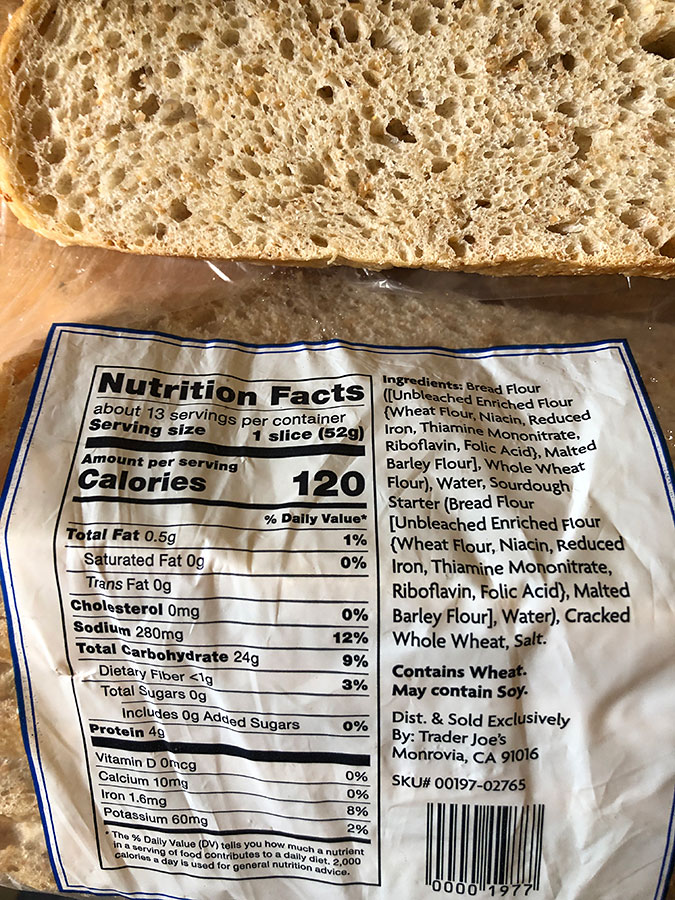 Nutrition Facts
about 13 servings per container
Serving size 1 slice (52g)
Amount per serving
Calories 120
% Daily Value*
Total Fat 0.5g 1%
Saturated Fat 0g 0%
Trans Fat 0g
Cholesterol 0mg 0%
Sodium 280mg 12%
Total Carbohydrate 24g 9%
Dietary Fiber <1g 3%
Total Sugars 0g
Includes 0g Added Sugars 0%
Protein 4g
Vitamin D 0mcg 0%
Calcium 10mg 0%
Iron 1.6mg 8%
Potassium 60mg 2%
* The % Daily Value (DV) tells you how much a nutrient
in a serving of food contributes to a daily diet. 2,000
calories a day is used for general nutrition advice.
Ingredients: Bread Flour
([Unbleached Enriched Flour
{Wheat Flour, Niacin, Reduced
Iron, Thiamine Mononitrate,
Riboflavin, Folic Acid}, Malted
Barley Flour], Whole Wheat
Flour), Water, Sourdough
Starter (Bread Flour
[Unbleached Enriched Flour
{Wheat Flour, Niacin, Reduced
Iron, Thiamine Mononitrate,
Riboflavin, Folic Acid}, Malted
Barley Flour], Water), Cracked
Whole Wheat, Salt.
Contains Wheat.
May contain Soy.
Dist. & Sold Exclusively
By: Trader Joe's
Monrovia, CA 91016
SKU# 00197-02765
0000 1977